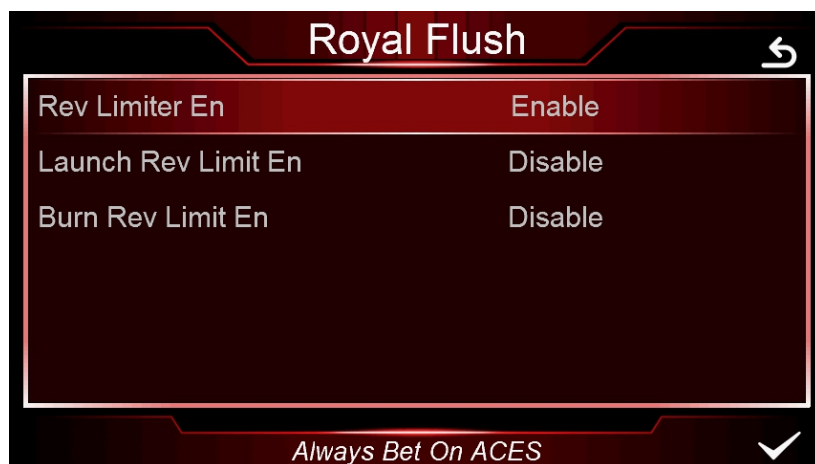 Royal Flush
Rev Limiter En Enable
Launch Rev Limit En Disable
Burn Rev Limit En Disable
Always Bet On ACES